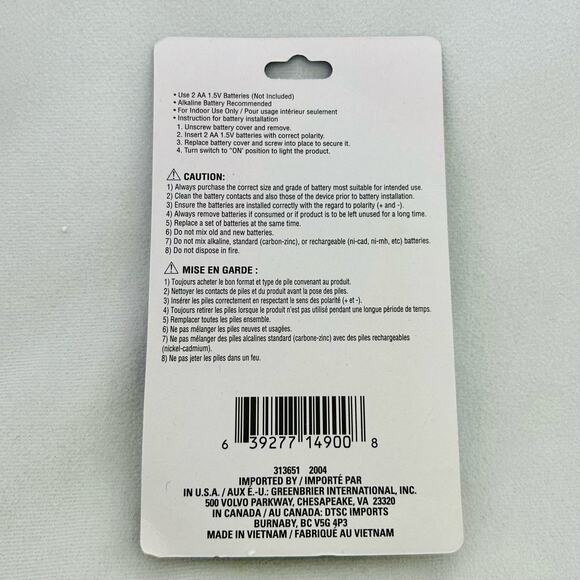 • Use 2 AA 1.5V Batteries (Not Included)
• Alkaline Battery Recommended
• For Indoor Use Only / Pour usage intérieur seulement
• Instruction for battery installation
1. Unscrew battery cover and remove.
2. Insert 2 AA 1.5V batteries with correct polarity.
3. Replace battery cover and screw into place to secure it.
4. Turn switch to "ON' position to light the product.
CAUTION:
1) Always purchase the correct size and grade of battery most suitable for intended use.
2) Clean the battery contacts and also those of the device prior to battery installation.
3) Ensure the batteries are installed correctly with the regard to polarity (+ and -).
4) Always remove batteries if consumed or if product is to be left unused for a long time.
5) Replace a set of batteries at the same time.
6) Do not mix old and new batteries.
7) Do not mix alkaline, standard (carbon-zinc), or rechargeable (ni-cad, ni-mh, etc) batteries.
8) Do not dispose in fire.
MISE EN GARDE :
1) Toujours acheter le bon format et type de pile convenant au produit.
2) Nettoyer les contacts de piles et du produit avant la pose des piles.
3) Insérer les piles correctement en respectant le sens des polarité (+ et -).
4) Toujours retirer les piles lorsque le produit n'est pas utilisé pendant une longue période de temps.
5) Remplacer toutes les piles ensemble.
6) Ne pas mélanger les piles neuves et usagées.
7) Ne pas mélanger des piles alcalines standard (carbone-zinc) avec des piles rechargeables
(nickel-cadmium).
8) Ne pas jeter les piles dans un feu.
6 39277 14900 8
313651 2004
IMPORTED BY / IMPORTÉ PAR
IN U.S.A. / AUX É.-U.: GREENBRIER INTERNATIONAL, INC.
500 VOLVO PARKWAY, CHESAPEAKE, VA 23320
IN CANADA / AU CANADA: DTSC IMPORTS
BURNABY, BC V5G 4P3
MADE IN VIETNAM / FABRIQUÉ AU VIETNAM